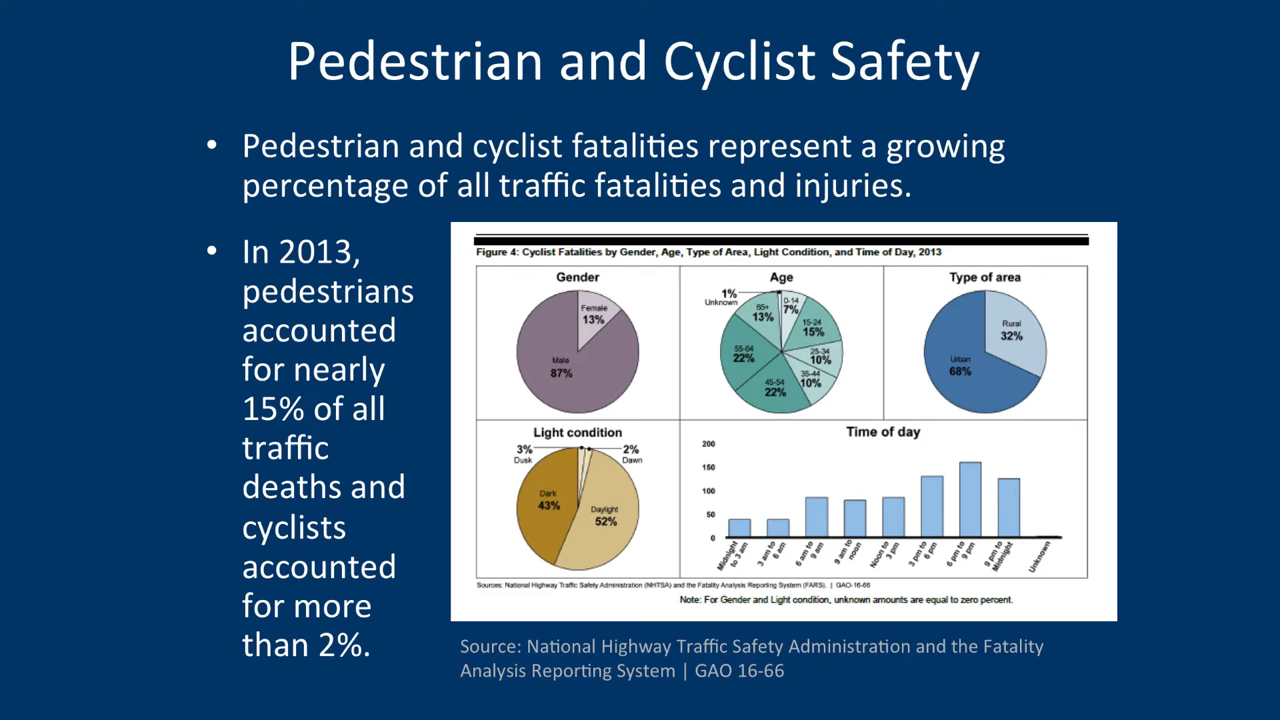 Pedestrian and Cyclist Safety
• Pedestrian and cyclist fatalities represent a growing
percentage of all traffic fatalities and injuries.
• In 2013,
pedestrians
accounted
for nearly
15% of all
traffic
deaths and
cyclists
accounted
for more
than 2%.
Figure 4: Cyclist Fatalities by Gender, Age, Type of Area, Light Condition, and Time of Day, 2013
Gender
Female
13%
Male
87%
Age
1%
Unknown
0-14
7%
15-24
15%
25-34
10%
35-44
10%
45-54
22%
55-64
22%
65+
13%
Type of area
Rural
32%
Urban
68%
Light condition
3%
Dusk
2%
Dawn
Dark
43%
Daylight
52%
Time of day
200
150
100
50
0
Midnight
to 3 am
3 am to
6 am
6 am to
9 am
9 am to
noon
Noon to
3 pm
3 pm to
6 pm
6 pm to
9 pm
9 pm to
Midnight
Unknown
Sources: National Highway Traffic Safety Administration (NHTSA) and the Fatality Analysis Reporting System (FARS). | GAO-16-66
Note: For Gender and Light condition, unknown amounts are equal to zero percent.
Source: National Highway Traffic Safety Administration and the Fatality
Analysis Reporting System | GAO 16-66